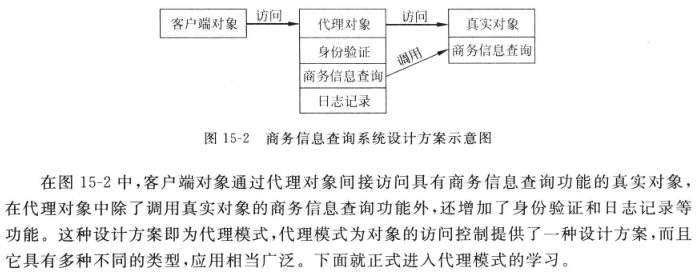 客户端对象 访问 代理对象 访问 真实对象
身份验证 商务信息查询
商务信息查询 调用
日志记录
图 15-2 商务信息查询系统设计方案示意图
在图 15-2 中,客户端对象通过代理对象间接访问具有商务信息查询功能的真实对象,
在代理对象中除了调用真实对象的商务信息查询功能外,还增加了身份验证和日志记录等
功能。这种设计方案即为代理模式,代理模式为对象的访问控制提供了一种设计方案,而且
它具有多种不同的类型,应用相当广泛。下面就正式进入代理模式的学习。